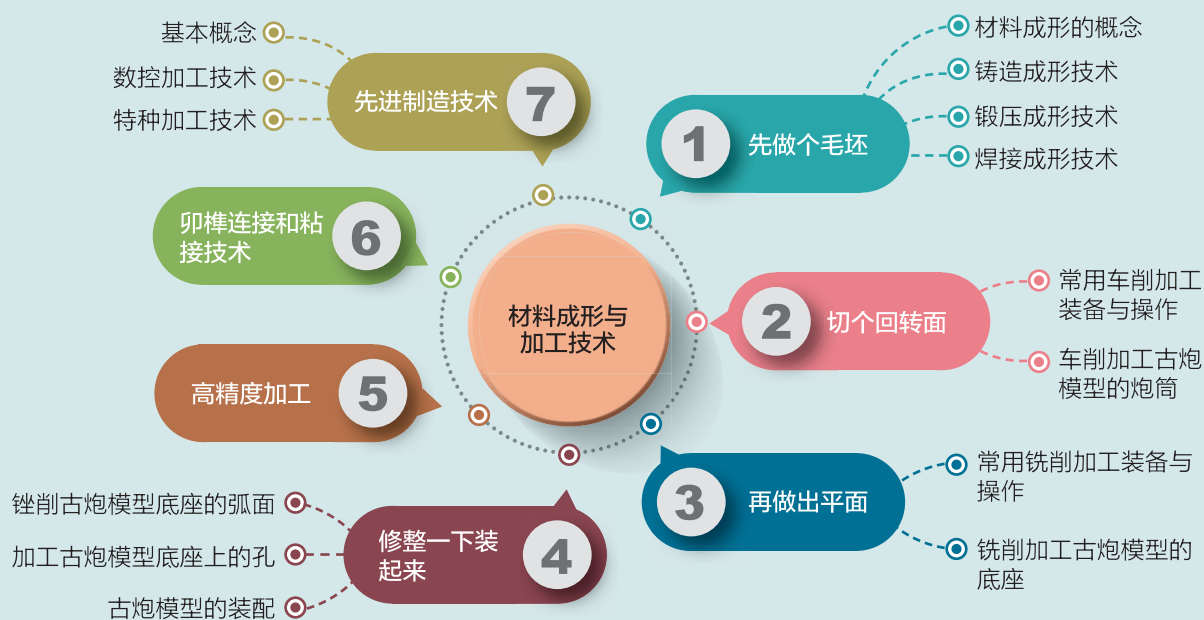 材料成形与
加工技术
1
先做个毛坯
材料成形的概念
铸造成形技术
锻压成形技术
焊接成形技术
2
切个回转面
常用车削加工
装备与操作
车削加工古炮
模型的炮筒
3
再做出平面
常用铣削加工装备与
操作
铣削加工古炮模型的
底座
4
修整一下装
起来
锉削古炮模型底座的弧面
加工古炮模型底座上的孔
古炮模型的装配
5
高精度加工
6
卯榫连接和粘
接技术
7
先进制造技术
基本概念
数控加工技术
特种加工技术